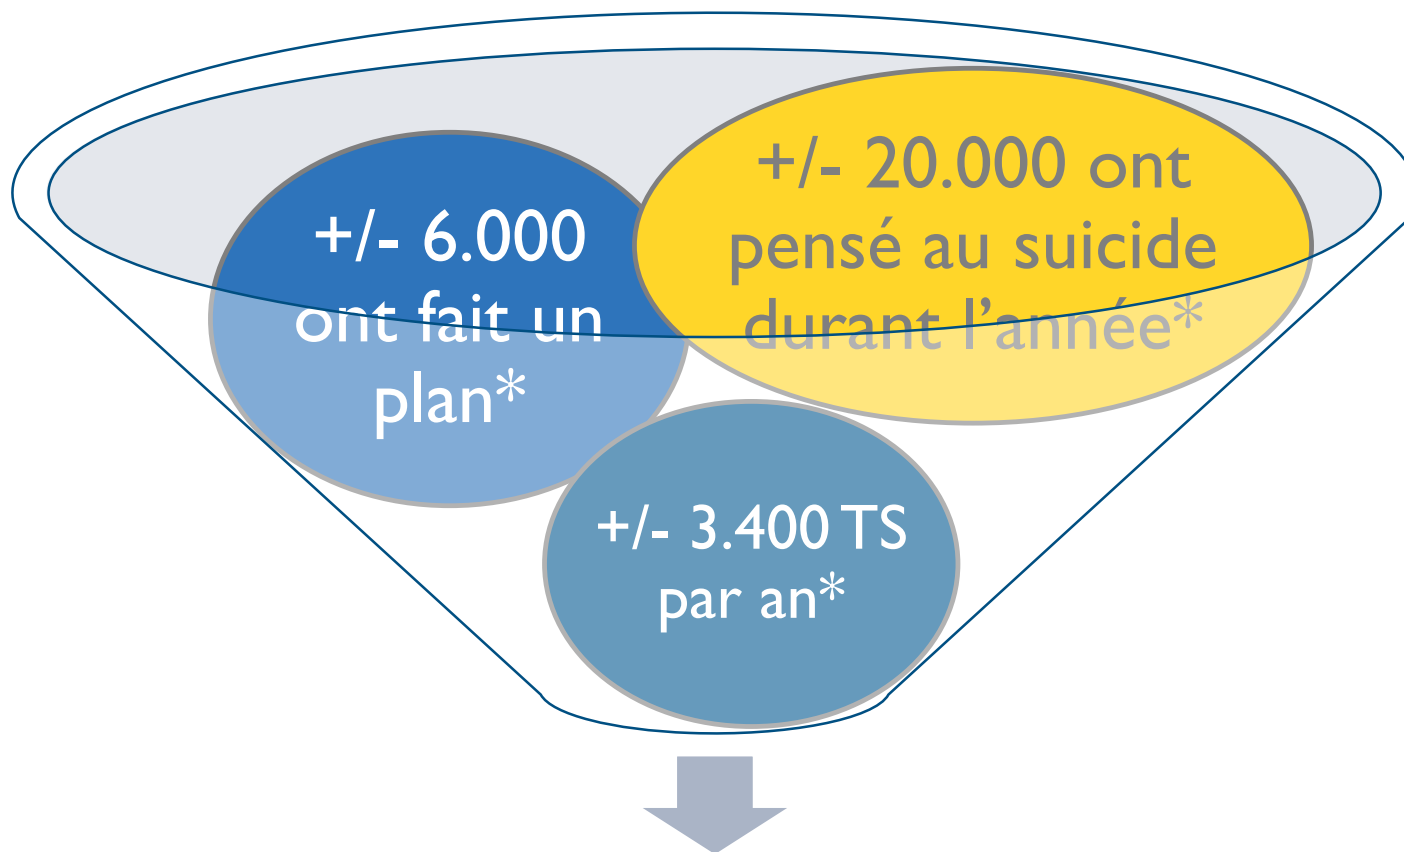 +/- 20.000 ont
pensé au suicide
durant l’année*
+/- 6.000
ont fait un
plan*
+/- 3.400 TS
par an*